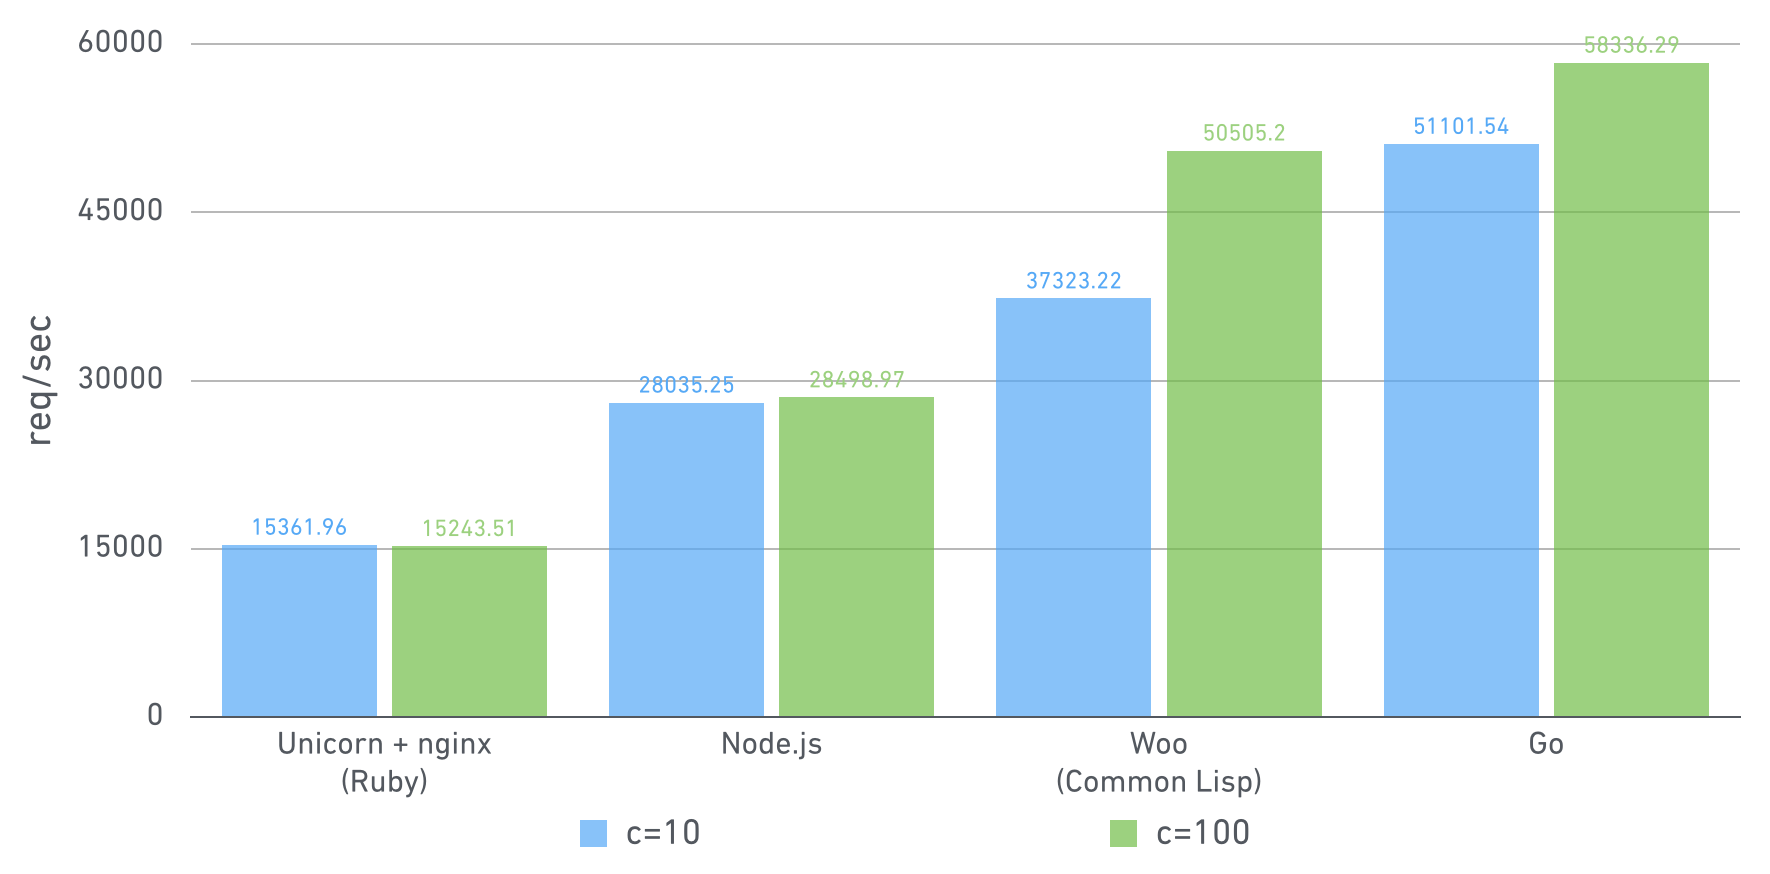 60000
45000
30000
15000
0
req/sec
15361.96
15243.51
28035.25
28498.97
37323.22
50505.2
51101.54
58336.29
Unicorn + nginx
(Ruby)
Node.js
Woo
(Common Lisp)
Go
c=10
c=100